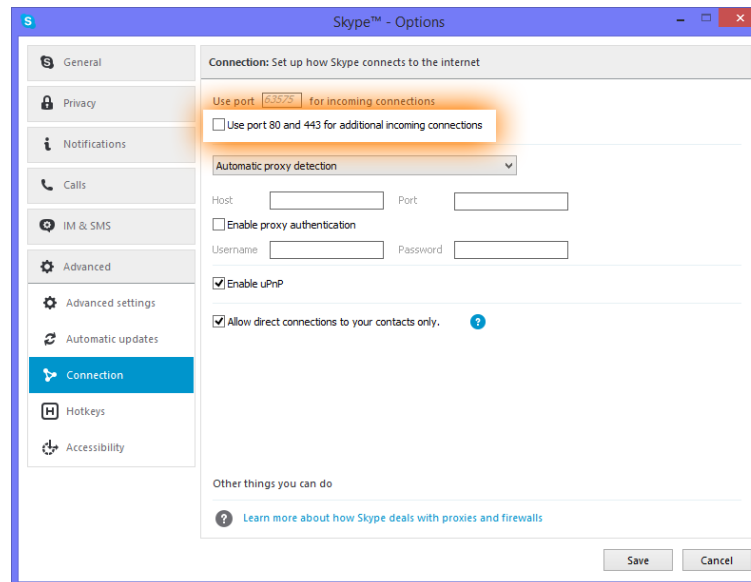 Skype™ - Options
General
Privacy
Notifications
Calls
IM & SMS
Advanced
Advanced settings
Automatic updates
Connection
Hotkeys
Accessibility
Connection: Set up how Skype connects to the internet
Use port 63575 for incoming connections
Use port 80 and 443 for additional incoming connections
Automatic proxy detection
Host Port
Enable proxy authentication
Username Password
Enable uPnP
Allow direct connections to your contacts only. ?
Other things you can do
? Learn more about how Skype deals with proxies and firewalls
Save Cancel